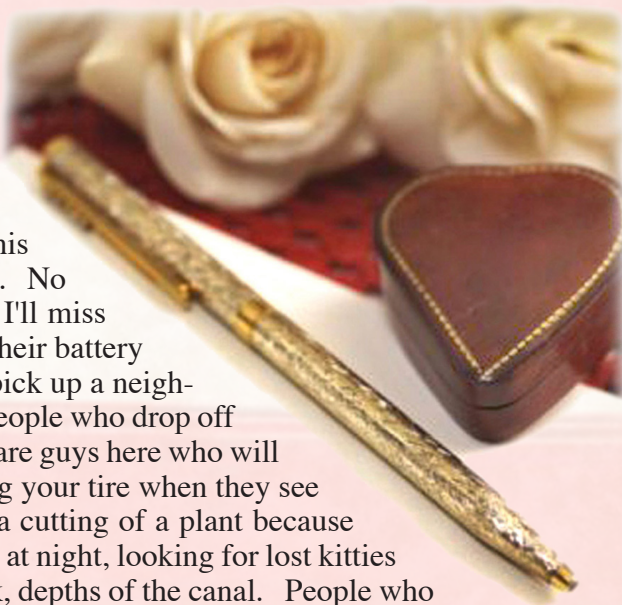 his
. No
I'll miss
heir battery
pick up a neigh-
eople who drop off
are guys here who will
g your tire when they see
a cutting of a plant because
at night, looking for lost kitties
, depths of the canal. People who